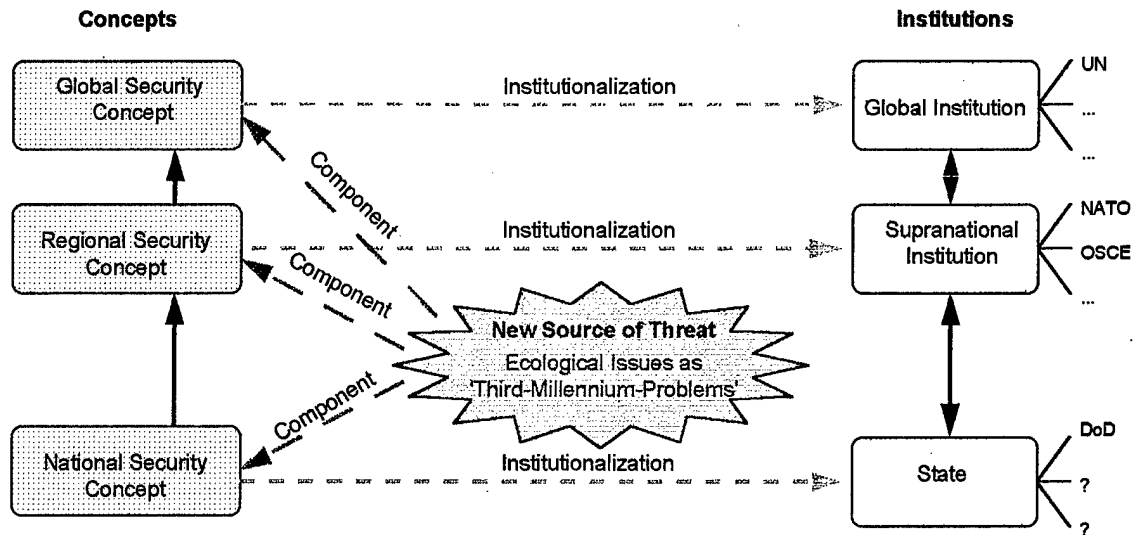 Concepts
Institutions
Global Security
Concept
Institutionalization
Global Institution
UN
...
...
Component
Regional Security
Concept
Institutionalization
Supranational
Institution
NATO
OSCE
...
Component
New Source of Threat
Ecological Issues as
'Third-Millennium-Problems'
Component
National Security
Concept
Institutionalization
State
DoD
?
?